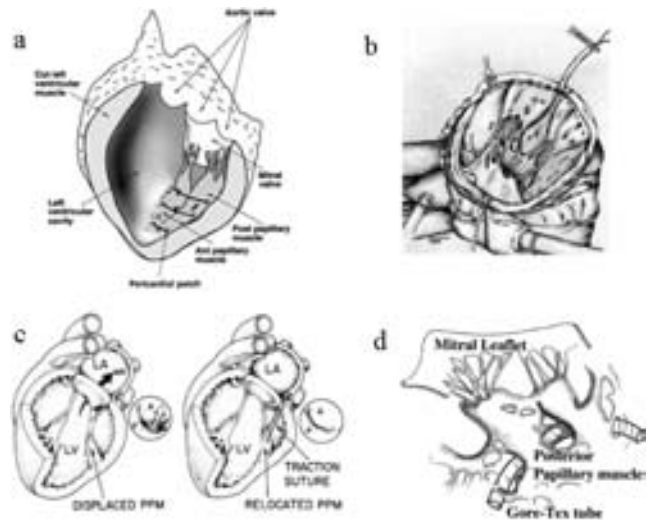 a
Aortic valve
Cut left
ventricular
muscle
Mitral
valve
Left
ventricular
cavity
Post papillary
muscle
Ant papillary
muscle
Pericardial patch
b
c
LA
LV
DISPLACED PPM
LA
LV
TRACTION
SUTURE
RELOCATED PPM
d
Mitral Leaflet
Posterior
Papillary muscle
Gore-Tex tube